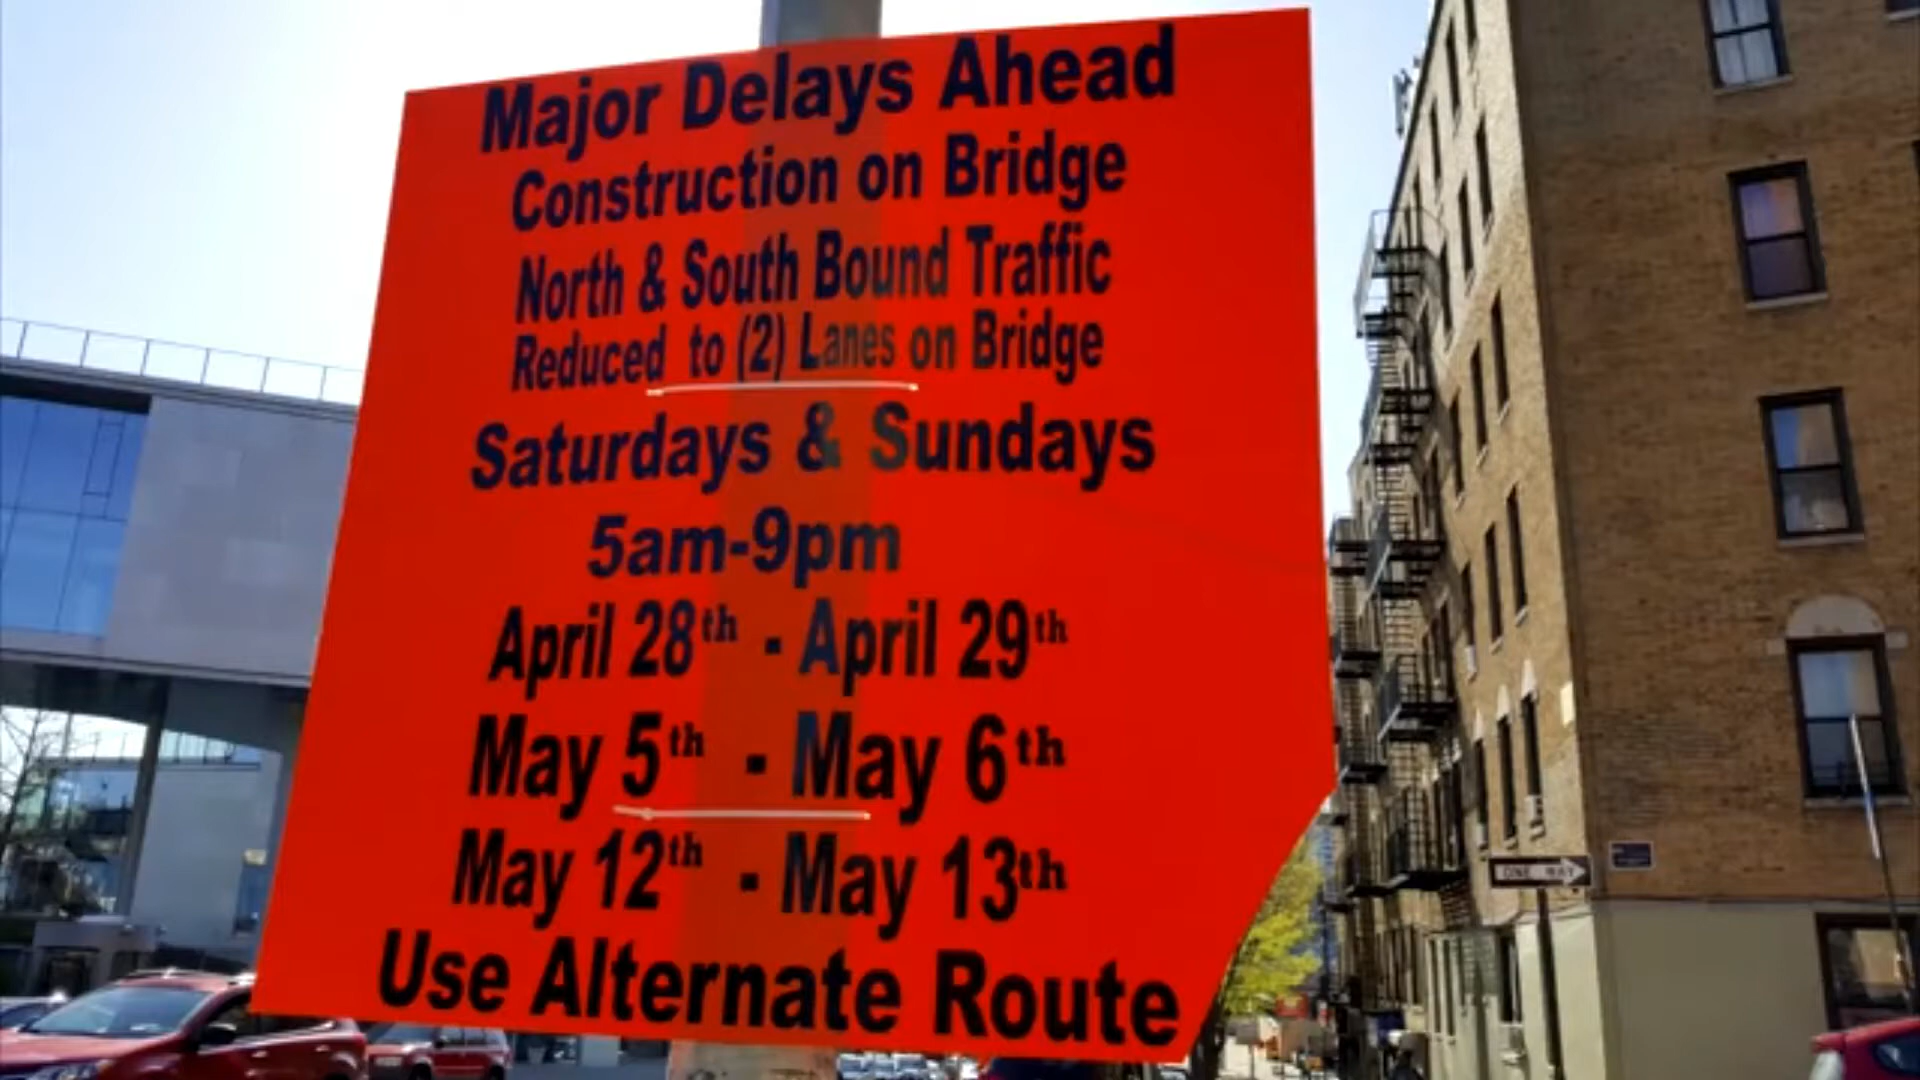 Major Delays Ahead
Construction on Bridge
North & South Bound Traffic
Reduced to (2) Lanes on Bridge
Saturdays & Sundays
5am-9pm
April 28th - April 29th
May 5th - May 6th
May 12th - May 13th
Use Alternate Route
ONE WAY